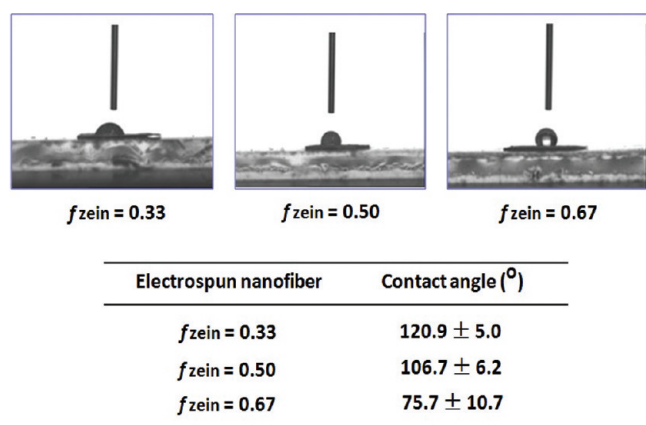 fzein = 0.33 fzein = 0.50 fzein = 0.67
Electrospun nanofiber Contact angle (°)
fzein = 0.33 120.9 ± 5.0
fzein = 0.50 106.7 ± 6.2
fzein = 0.67 75.7 ± 10.7